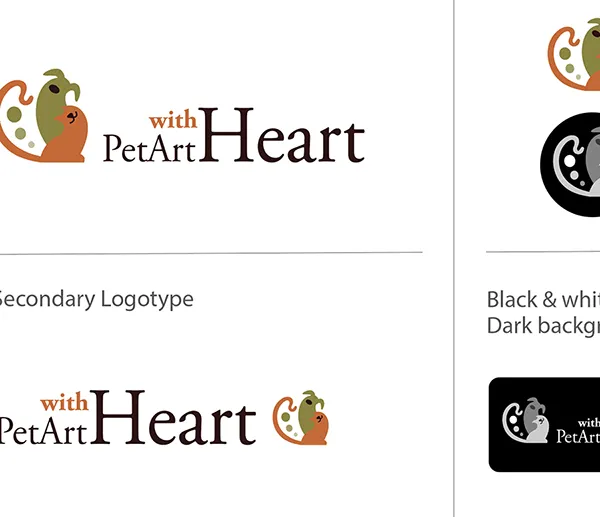 with
PetArt Heart
Secondary Logotype
with
PetArt Heart
Black & whit
Dark backgr
with
PetArt